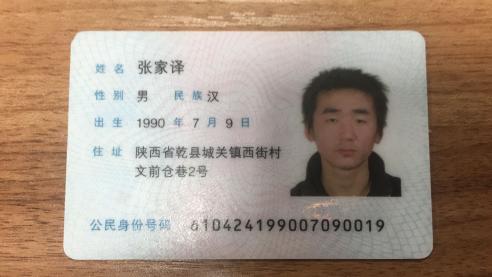 姓名 张家译
性别 男 民族 汉
出生 1990 年 7 月 9 日
住址 陕西省乾县城关镇西街村
文前仓巷2号
公民身份号码 610424199007090019